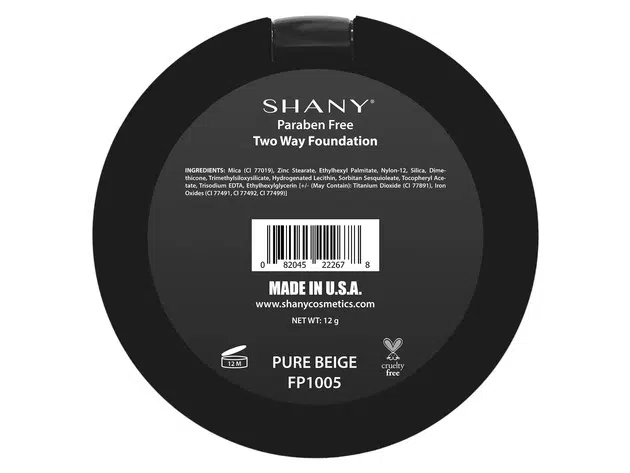 SHANY®
Paraben Free
Two Way Foundation
INGREDIENTS: Mica (CI 77019), Zinc Stearate, Ethylhexyl Palmitate, Nylon-12, Silica, Dime-
thicone, Trimethylsiloxysilicate, Hydrogenated Lecithin, Sorbitan Sesquioleate, Tocopheryl Ace-
tate, Trisodium EDTA, Ethylhexylglycerin [+/- (May Contain): Titanium Dioxide (CI 77891), Iron
Oxides (CI 77491, CI 77492, CI 77499)]
0 82045 22267 8
MADE IN U.S.A.
www.shanycosmetics.com
NET WT: 12 g
12 M
PURE BEIGE
FP1005
cruelty
free